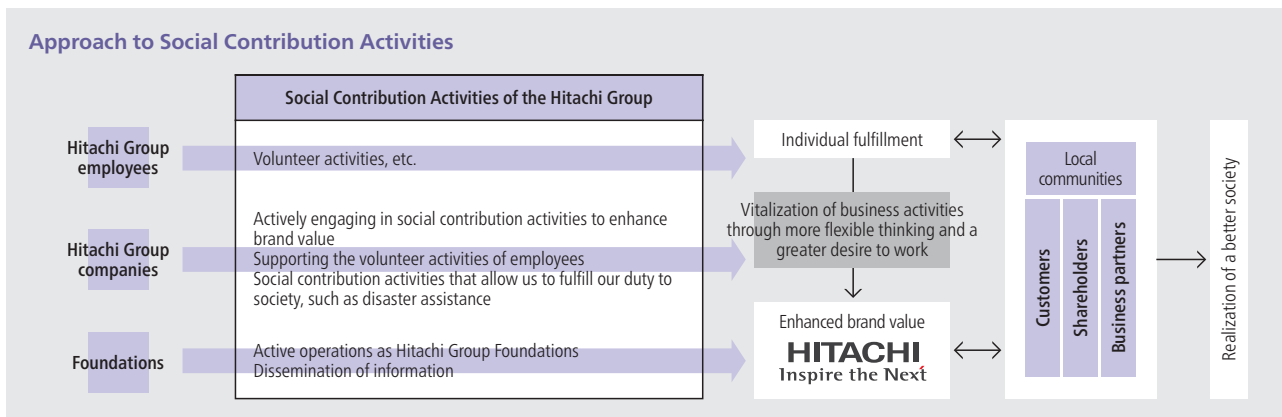 Approach to Social Contribution Activities
Social Contribution Activities of the Hitachi Group
Hitachi Group
employees
Volunteer activities, etc.
Hitachi Group
companies
Actively engaging in social contribution activities to enhance
brand value
Supporting the volunteer activities of employees
Social contribution activities that allow us to fulfill our duty to
society, such as disaster assistance
Foundations
Active operations as Hitachi Group Foundations
Dissemination of information
Individual fulfillment
Vitalization of business activities
through more flexible thinking and a
greater desire to work
Enhanced brand value
HITACHI
Inspire the Next
Local
communities
Customers
Shareholders
Business partners
Realization of a better society